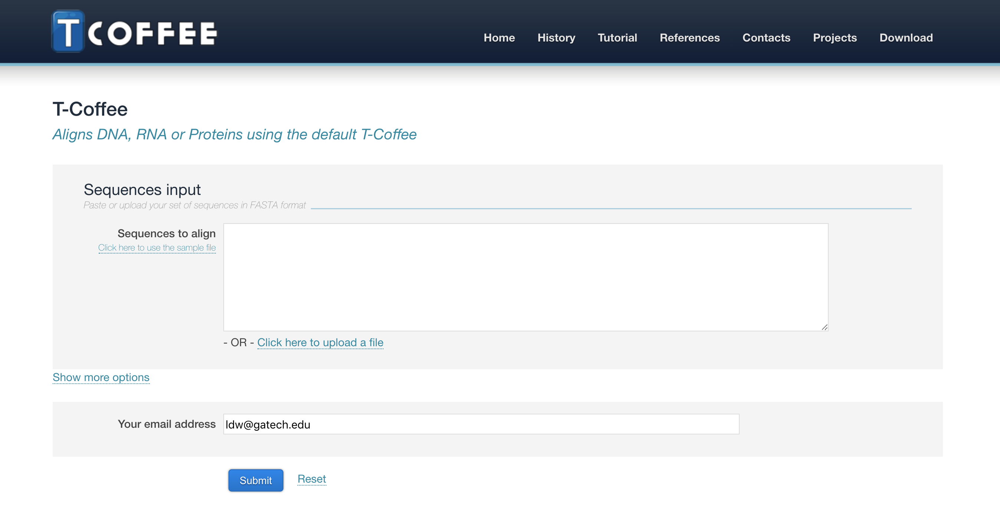 TCOFFEE
Home History Tutorial References Contacts Projects Download
T-Coffee
Aligns DNA, RNA or Proteins using the default T-Coffee
Sequences input
Paste or upload your set of sequences in FASTA format
Sequences to align
Click here to use the sample file
- OR - Click here to upload a file
Show more options
Your email address ldw@gatech.edu
Submit Reset